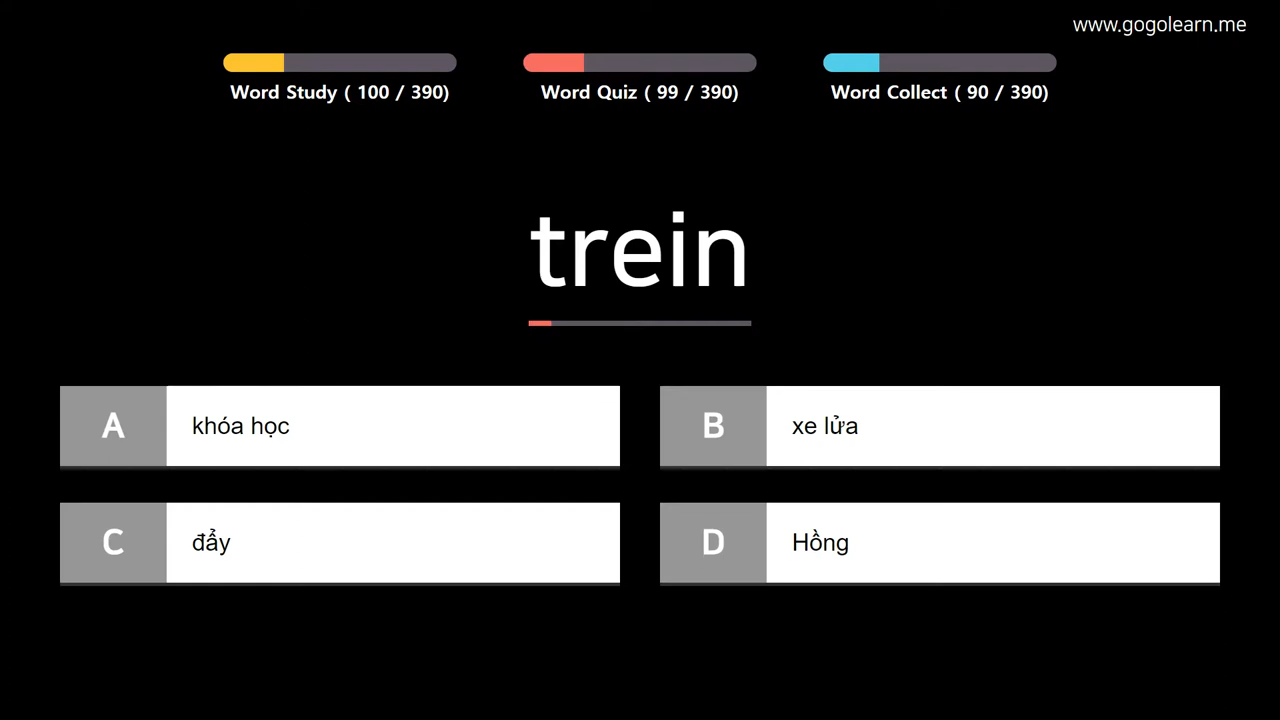 www.gogolearn.me
Word Study ( 100 / 390)
Word Quiz ( 99 / 390)
Word Collect ( 90 / 390)
trein
A khóa học
B xe lửa
C đẩy
D Hồng